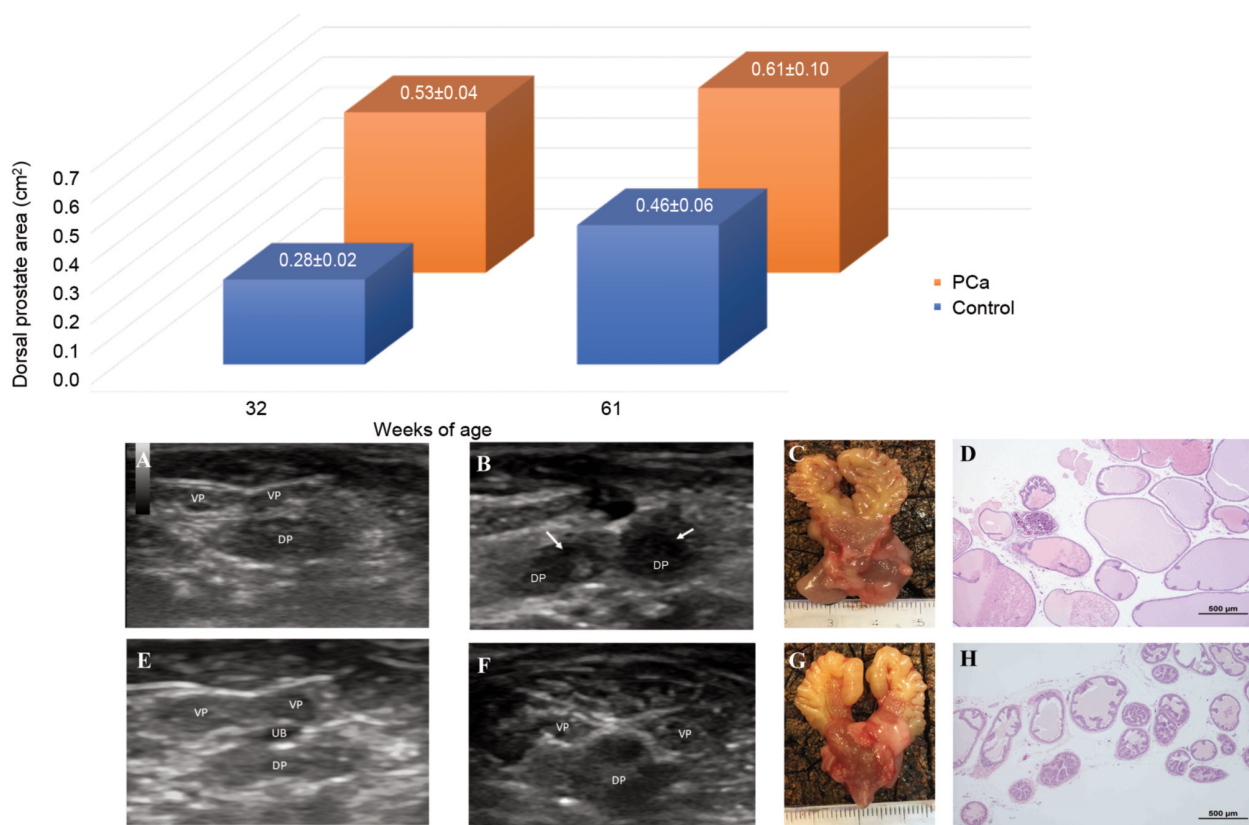 0.61±0.10
0.53±0.04
0.46±0.06
0.28±0.02
Dorsal prostate area (cm²)
0.7
0.6
0.5
0.4
0.3
0.2
0.1
0.0
PCa
Control
32 61
Weeks of age
A
VP VP
DP
B
DP DP
C
3 4 5
D
500 µm
E
VP VP
UB
DP
F
VP VP
DP
G
H
500 µm